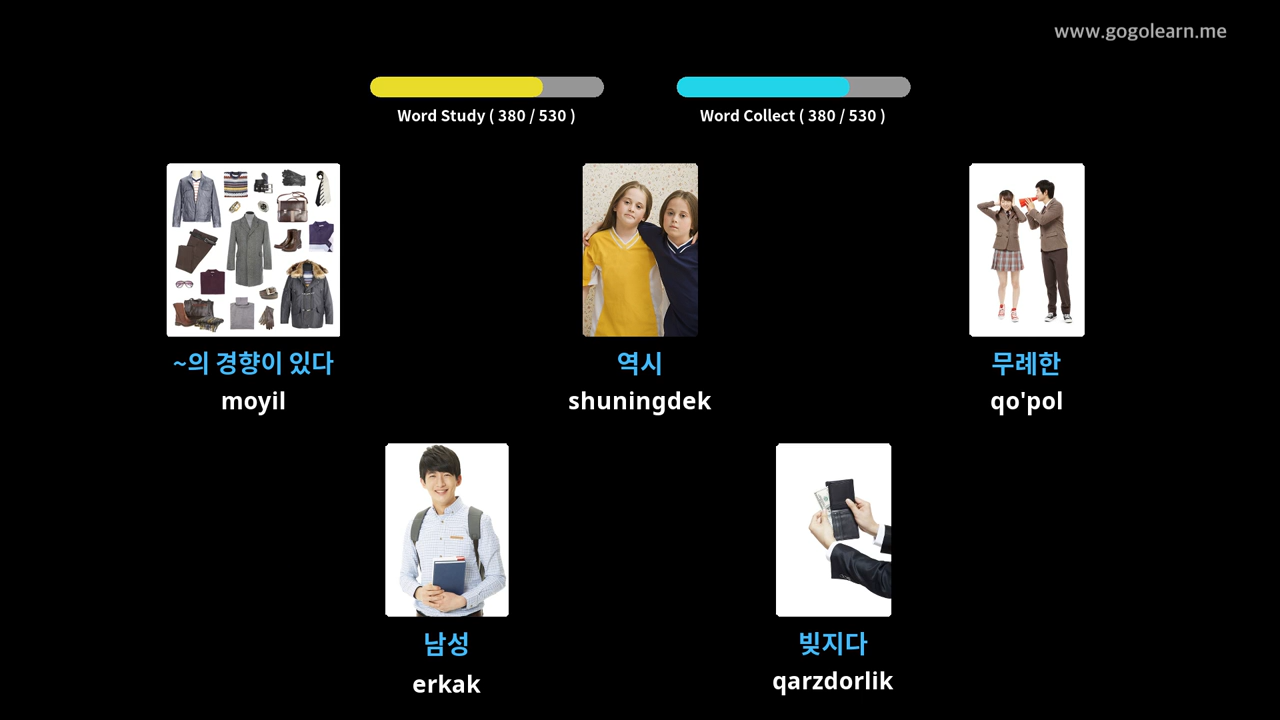 www.gogolearn.me
Word Study ( 380 / 530 )
Word Collect ( 380 / 530 )
~의 경향이 있다
moyil
역시
shuningdek
무례한
qo'pol
남성
erkak
빚지다
qarzdorlik